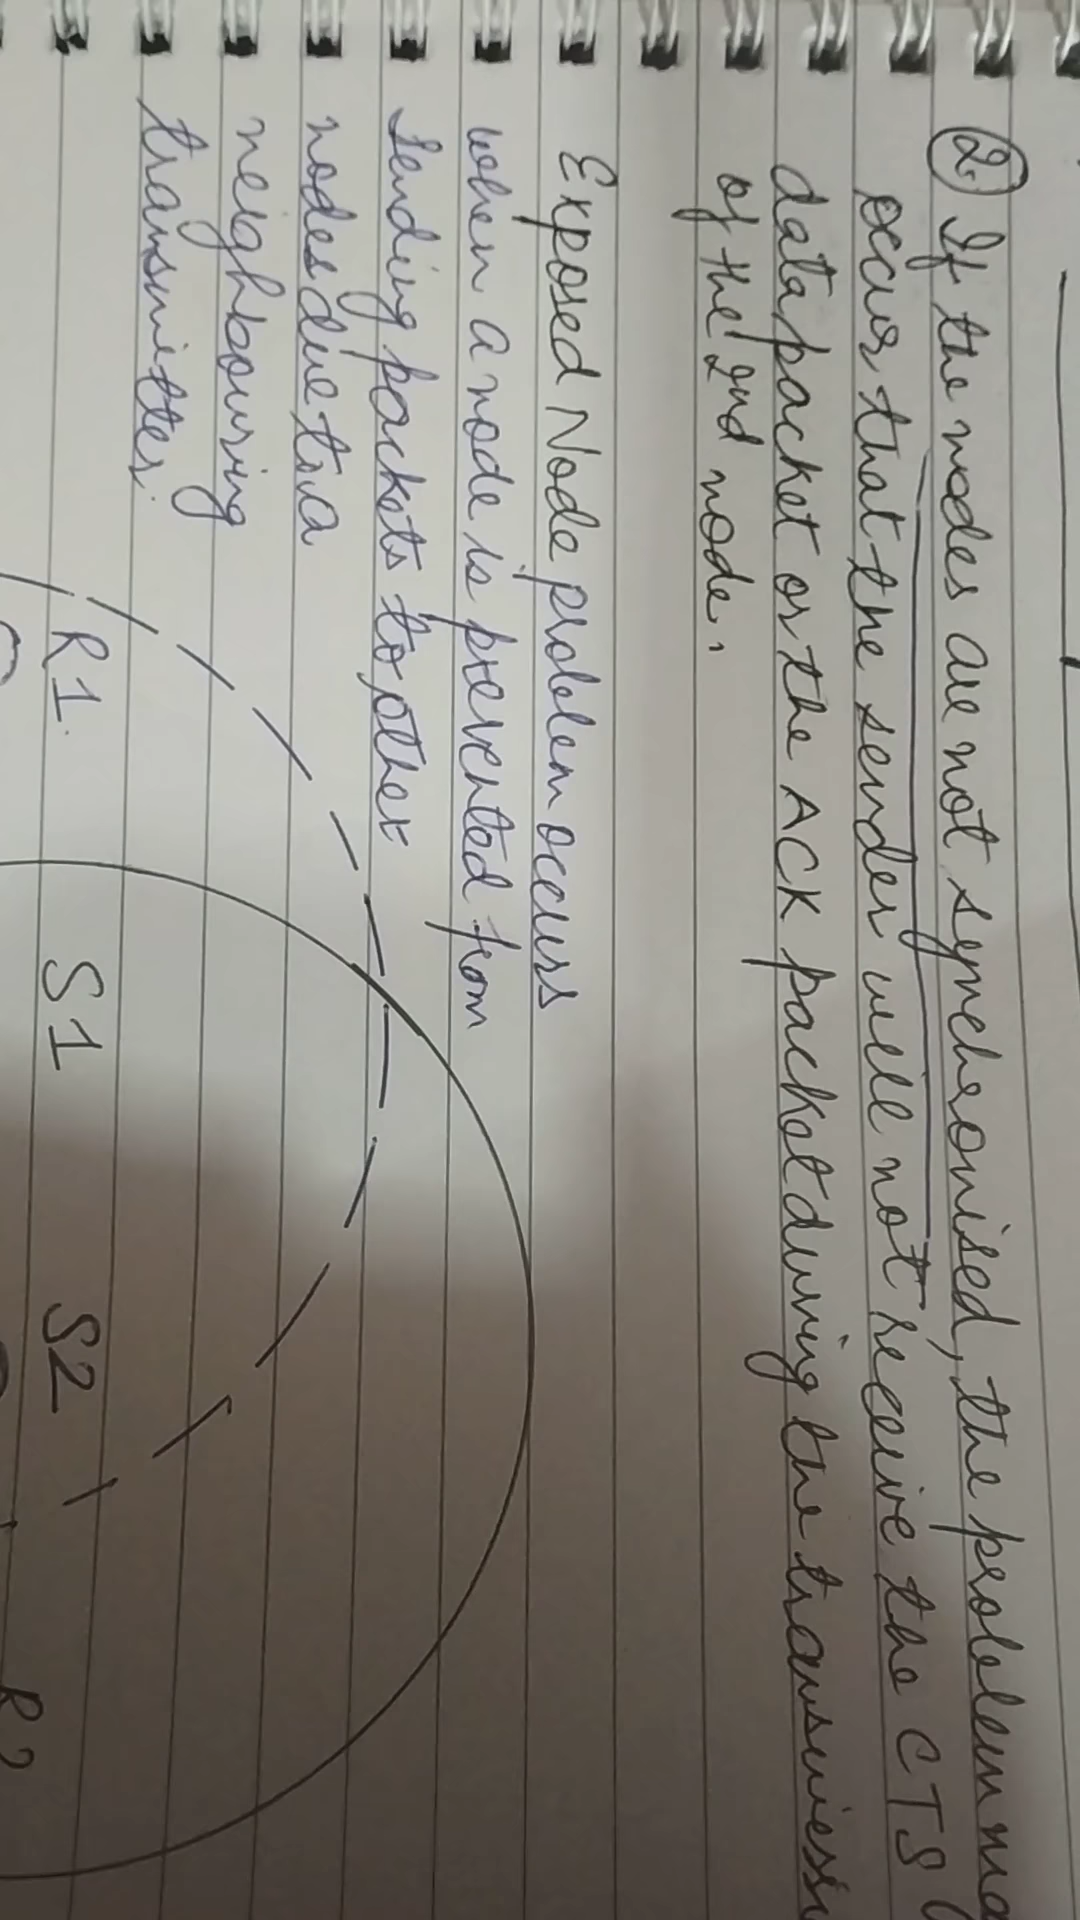 2. If the nodes are not synchronised, the problem
occur that the sender will not receive the CTS
data packet or the ACK packet during the
of the 2nd node.
Exposed Node problem occurs
when a node is prevented from
sending packets to other
nodes due to a
neighbouring
transmitter.
R1 S1 S2 R2